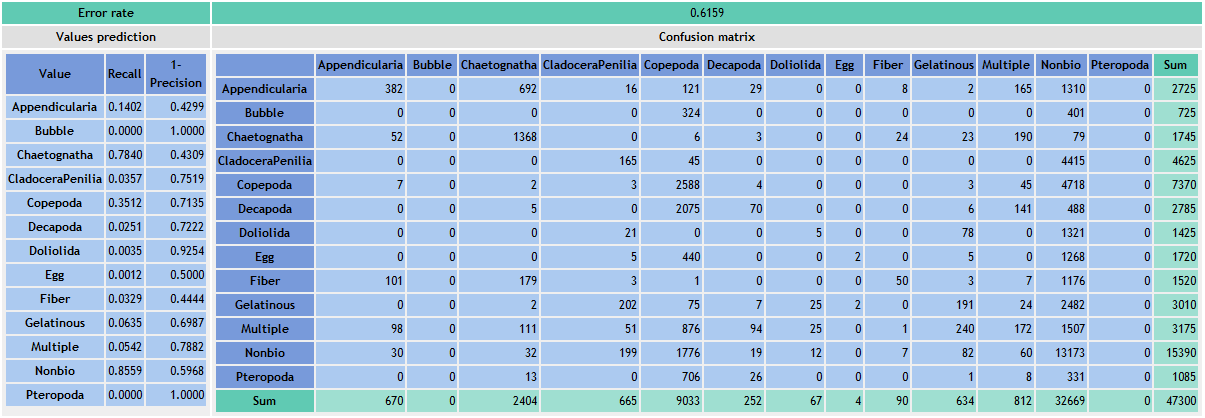 Error rate 0.6159
Values prediction Confusion matrix
Value Recall 1-Precision
Appendicularia 0.1402 0.4299
Bubble 0.0000 1.0000
Chaetognatha 0.7840 0.4309
CladoceraPenilia 0.0357 0.7519
Copepoda 0.3512 0.7135
Decapoda 0.0251 0.7222
Doliolida 0.0035 0.9254
Egg 0.0012 0.5000
Fiber 0.0329 0.4444
Gelatinous 0.0635 0.6987
Multiple 0.0542 0.7882
Nonbio 0.8559 0.5968
Pteropoda 0.0000 1.0000
Appendicularia Bubble Chaetognatha CladoceraPenilia Copepoda Decapoda Doliolida Egg Fiber Gelatinous Multiple Nonbio Pteropoda Sum
Appendicularia 382 0 692 16 121 29 0 0 8 2 165 1310 0 2725
Bubble 0 0 0 0 324 0 0 0 0 0 0 401 0 725
Chaetognatha 52 0 1368 0 6 3 0 0 24 23 190 79 0 1745
CladoceraPenilia 0 0 0 165 45 0 0 0 0 0 0 4415 0 4625
Copepoda 7 0 2 3 2588 4 0 0 0 3 45 4718 0 7370
Decapoda 0 0 5 0 2075 70 0 0 0 6 141 488 0 2785
Doliolida 0 0 0 21 0 0 5 0 0 78 0 1321 0 1425
Egg 0 0 0 5 440 0 0 2 0 5 0 1268 0 1720
Fiber 101 0 179 3 1 0 0 0 50 3 7 1176 0 1520
Gelatinous 0 0 2 202 75 7 25 2 0 191 24 2482 0 3010
Multiple 98 0 111 51 876 94 25 0 1 240 172 1507 0 3175
Nonbio 30 0 32 199 1776 19 12 0 7 82 60 13173 0 15390
Pteropoda 0 0 13 0 706 26 0 0 0 1 8 331 0 1085
Sum 670 0 2404 665 9033 252 67 4 90 634 812 32669 0 47300